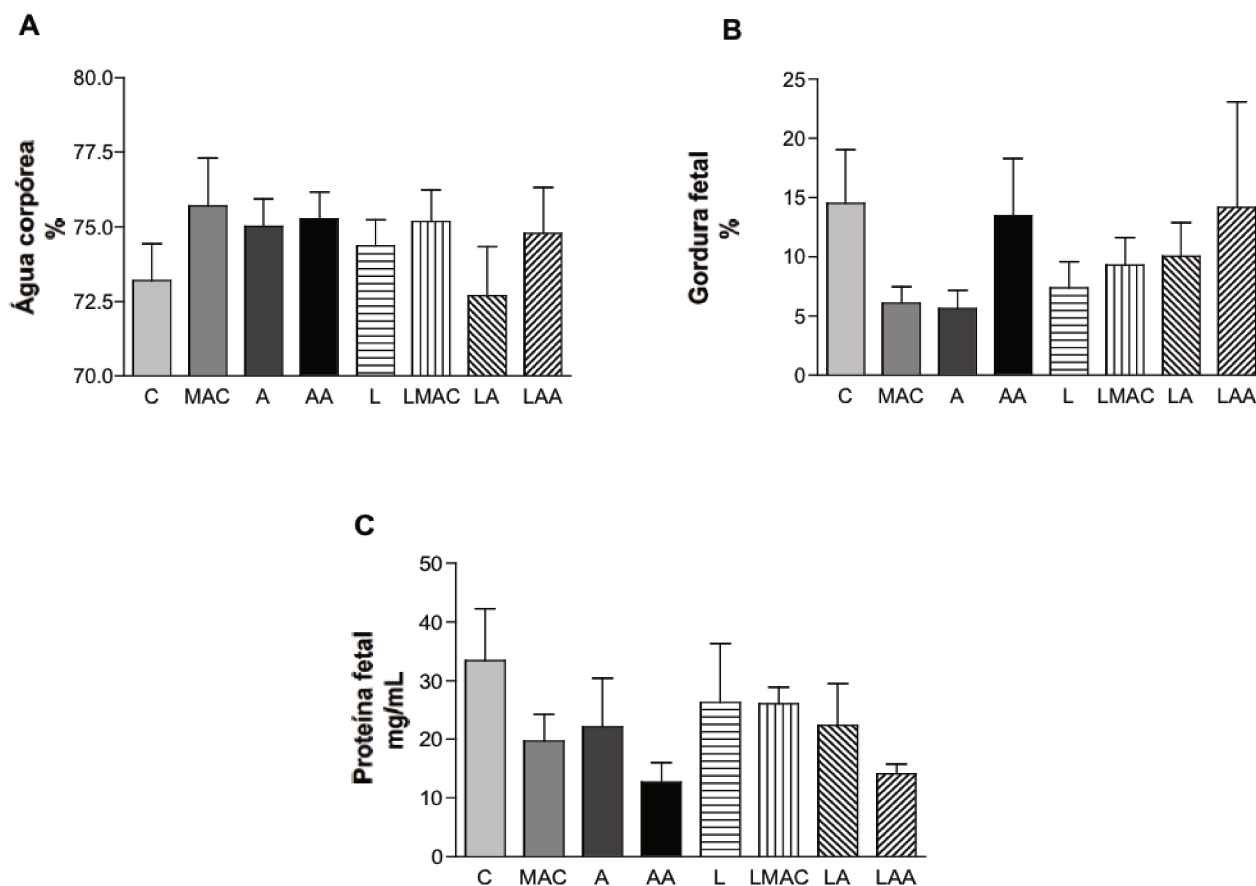 A
Água corpórea
%
80.0
77.5
75.0
72.5
70.0
C MAC A AA L LMAC LA LAA
B
Gordura fetal
%
25
20
15
10
5
0
C MAC A AA L LMAC LA LAA
C
Proteína fetal
mg/mL
50
40
30
20
10
0
C MAC A AA L LMAC LA LAA